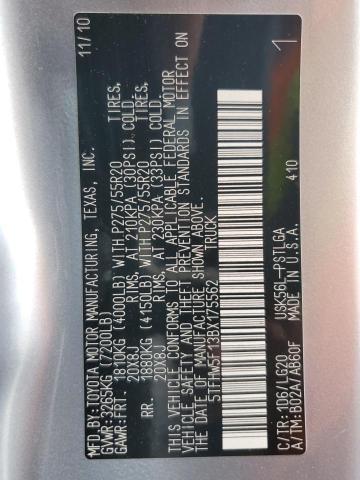 MFD.BY:TOYOTA MOTOR MANUFACTURING, TEXAS, INC. 11/10
GVWR:3265KG (7200LB)
GAWR:FRT. 1810KG (4000LB) WITH P275/55R20 TIRES,
20X8J RIMS, AT 210KPA (30PSI) COLD.
RR. 1880KG (4150LB) WITH P275/55R20 TIRES,
20X8J RIMS, AT 230KPA (33PSI) COLD.
THIS VEHICLE CONFORMS TO ALL APPLICABLE FEDERAL MOTOR
VEHICLE SAFETY AND THEFT PREVENTION STANDARDS IN EFFECT ON
THE DATE OF MANUFACTURE SHOWN ABOVE.
5TFHW5F13BX175562 TRUCK 1
C/TR:1D6/LG20 USK56L-PSTLGA 410
A/TM:B02A/AB60F MADE IN U.S.A.